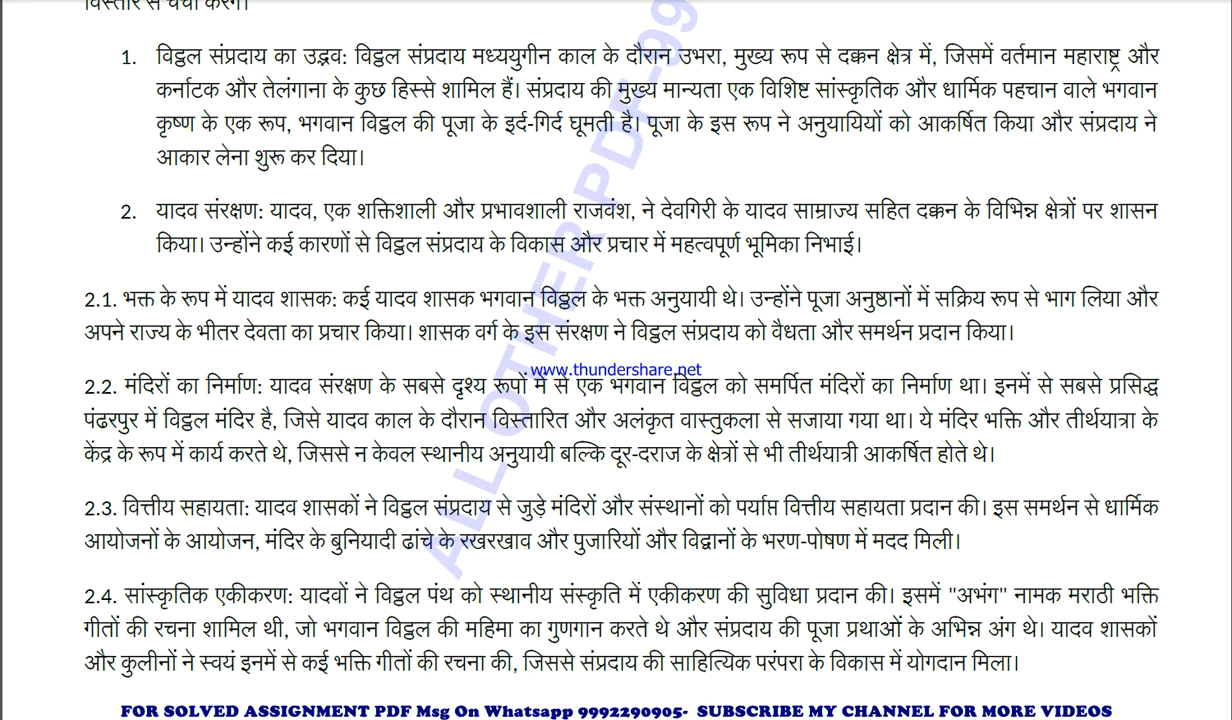 विस्तार से चर्चा करेंगे।
1. विट्ठल संप्रदाय का उद्भव: विट्ठल संप्रदाय मध्ययुगीन काल के दौरान उभरा, मुख्य रूप से दक्कन क्षेत्र में, जिसमें वर्तमान महाराष्ट्र और
कर्नाटक और तेलंगाना के कुछ हिस्से शामिल हैं। संप्रदाय की मुख्य मान्यता एक विशिष्ट सांस्कृतिक और धार्मिक पहचान वाले भगवान
कृष्ण के एक रूप, भगवान विट्ठल की पूजा के इर्द-गिर्द घूमती है। पूजा के इस रूप ने अनुयायियों को आकर्षित किया और संप्रदाय ने
आकार लेना शुरू कर दिया।
2. यादव संरक्षण: यादव, एक शक्तिशाली और प्रभावशाली राजवंश, ने देवगिरी के यादव साम्राज्य सहित दक्कन के विभिन्न क्षेत्रों पर शासन
किया। उन्होंने कई कारणों से विट्ठल संप्रदाय के विकास और प्रचार में महत्वपूर्ण भूमिका निभाई।
2.1. भक्त के रूप में यादव शासक: कई यादव शासक भगवान विट्ठल के भक्त अनुयायी थे। उन्होंने पूजा अनुष्ठानों में सक्रिय रूप से भाग लिया और
अपने राज्य के भीतर देवता का प्रचार किया। शासक वर्ग के इस संरक्षण ने विट्ठल संप्रदाय को वैधता और समर्थन प्रदान किया।
www.thundershare.net
2.2. मंदिरों का निर्माण: यादव संरक्षण के सबसे दृश्य रूपों में से एक भगवान विट्ठल को समर्पित मंदिरों का निर्माण था। इनमें से सबसे प्रसिद्ध
पंढरपुर में विट्ठल मंदिर है, जिसे यादव काल के दौरान विस्तारित और अलंकृत वास्तुकला से सजाया गया था। ये मंदिर भक्ति और तीर्थयात्रा के
केंद्र के रूप में कार्य करते थे, जिससे न केवल स्थानीय अनुयायी बल्कि दूर-दराज के क्षेत्रों से भी तीर्थयात्री आकर्षित होते थे।
2.3. वित्तीय सहायता: यादव शासकों ने विट्ठल संप्रदाय से जुड़े मंदिरों और संस्थानों को पर्याप्त वित्तीय सहायता प्रदान की। इस समर्थन से धार्मिक
आयोजनों के आयोजन, मंदिर के बुनियादी ढांचे के रखरखाव और पुजारियों और विद्वानों के भरण-पोषण में मदद मिली।
2.4. सांस्कृतिक एकीकरण: यादवों ने विट्ठल पंथ को स्थानीय संस्कृति में एकीकरण की सुविधा प्रदान की। इसमें "अभंग" नामक मराठी भक्ति
गीतों की रचना शामिल थी, जो भगवान विट्ठल की महिमा का गुणगान करते थे और संप्रदाय की पूजा प्रथाओं के अभिन्न अंग थे। यादव शासकों
और कुलीनों ने स्वयं इनमें से कई भक्ति गीतों की रचना की, जिससे संप्रदाय की साहित्यिक परंपरा के विकास में योगदान मिला।
ALL OTHER PDF-99
FOR SOLVED ASSIGNMENT PDF Msg On Whatsapp 9992290905- SUBSCRIBE MY CHANNEL FOR MORE VIDEOS